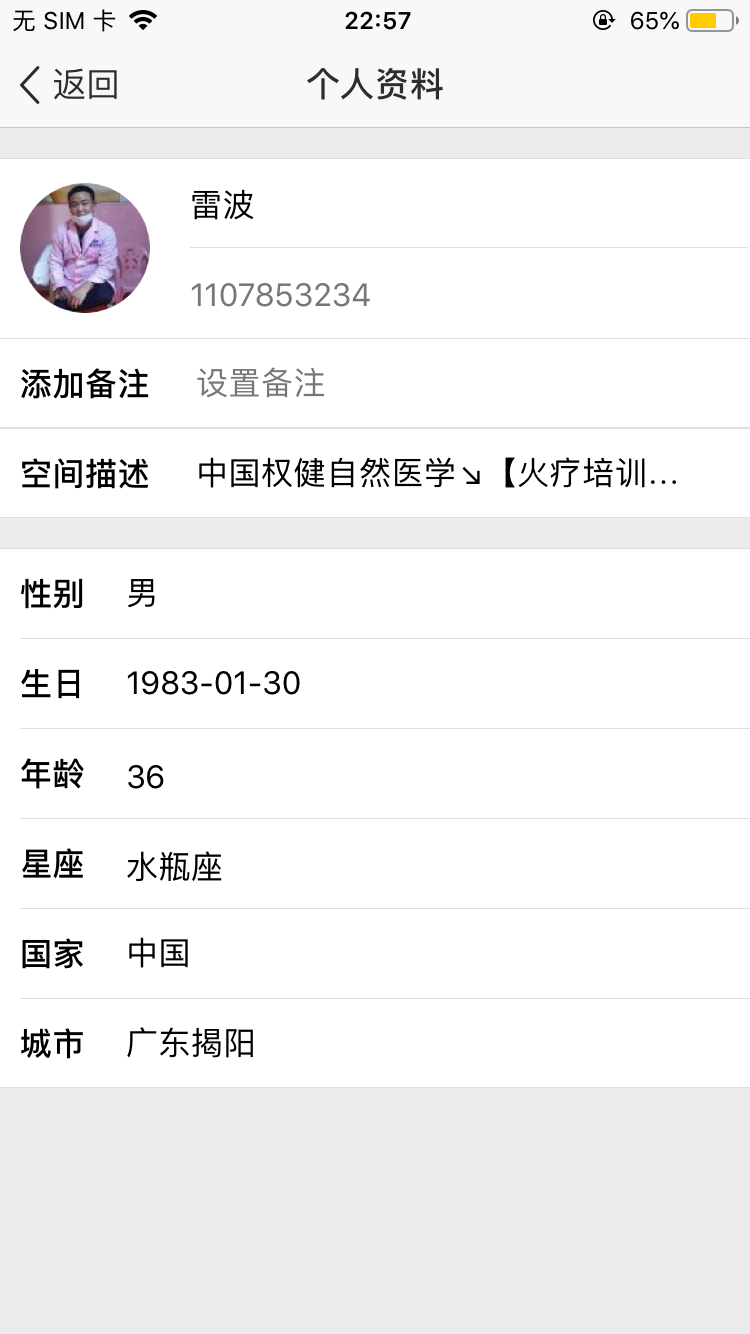 无 SIM 卡 22:57 65%
返回 个人资料
雷波
1107853234
添加备注 设置备注
空间描述 中国权健自然医学↘【火疗培训...
性别 男
生日 1983-01-30
年龄 36
星座 水瓶座
国家 中国
城市 广东揭阳